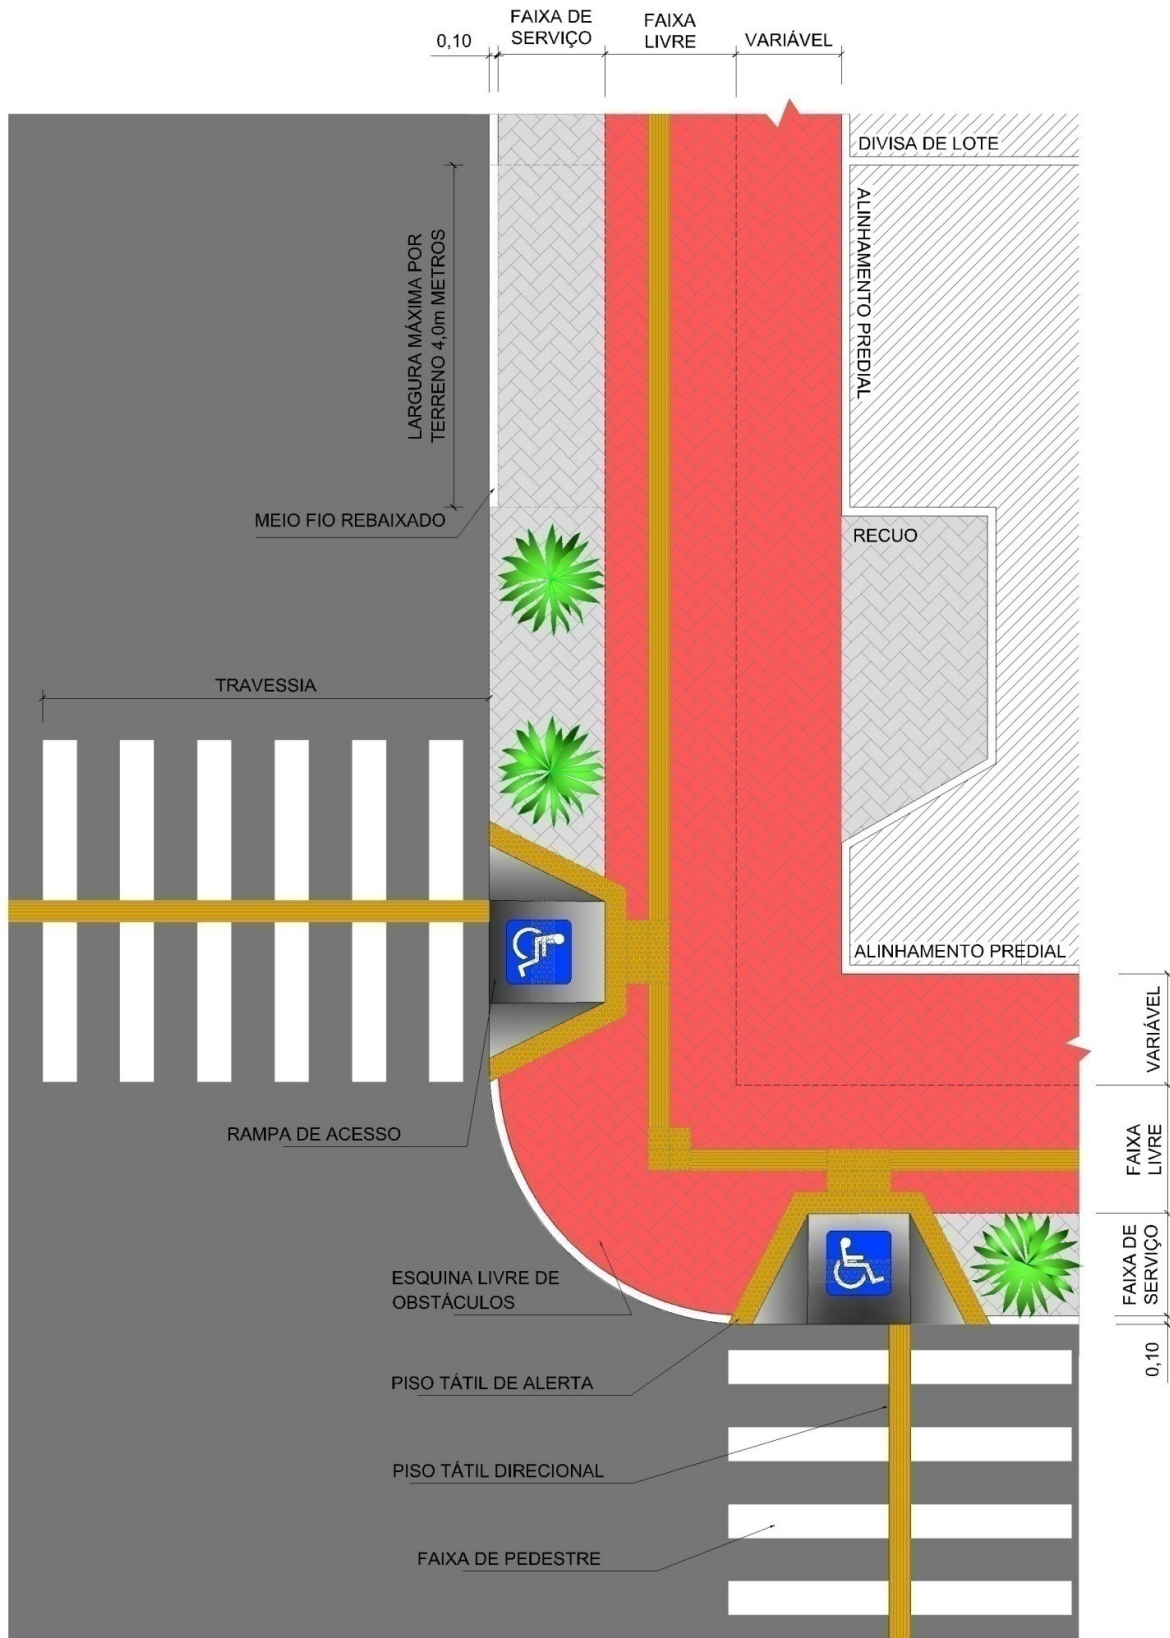 FAIXA DE
SERVIÇO
FAIXA
LIVRE
VARIÁVEL
0,10
DIVISA DE LOTE
ALINHAMENTO PREDIAL
LARGURA MÁXIMA POR
TERRENO 4,0m METROS
MEIO FIO REBAIXADO
RECUO
TRAVESSIA
ALINHAMENTO PREDIAL
VARIÁVEL
RAMPA DE ACESSO
FAIXA
LIVRE
ESQUINA LIVRE DE
OBSTÁCULOS
FAIXA DE
SERVIÇO
0,10
PISO TÁTIL DE ALERTA
PISO TÁTIL DIRECIONAL
FAIXA DE PEDESTRE